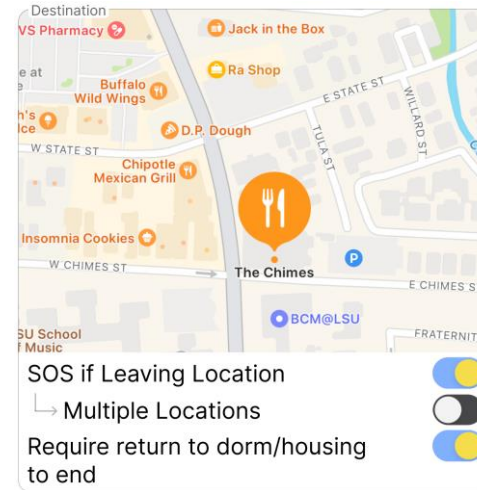 Destination
VS Pharmacy
Jack in the Box
e at
Ra Shop
Buffalo
Wild Wings
E STATE ST
WILLARD ST
h's
Ice
D.P. Dough
TULA ST
W STATE ST
Chipotle
Mexican Grill
Insomnia Cookies
P
W CHIMES ST
The Chimes
E CHIMES S
BCM@LSU
SU School
f Music
FRATERNIT
SOS if Leaving Location
Multiple Locations
Require return to dorm/housing
to end